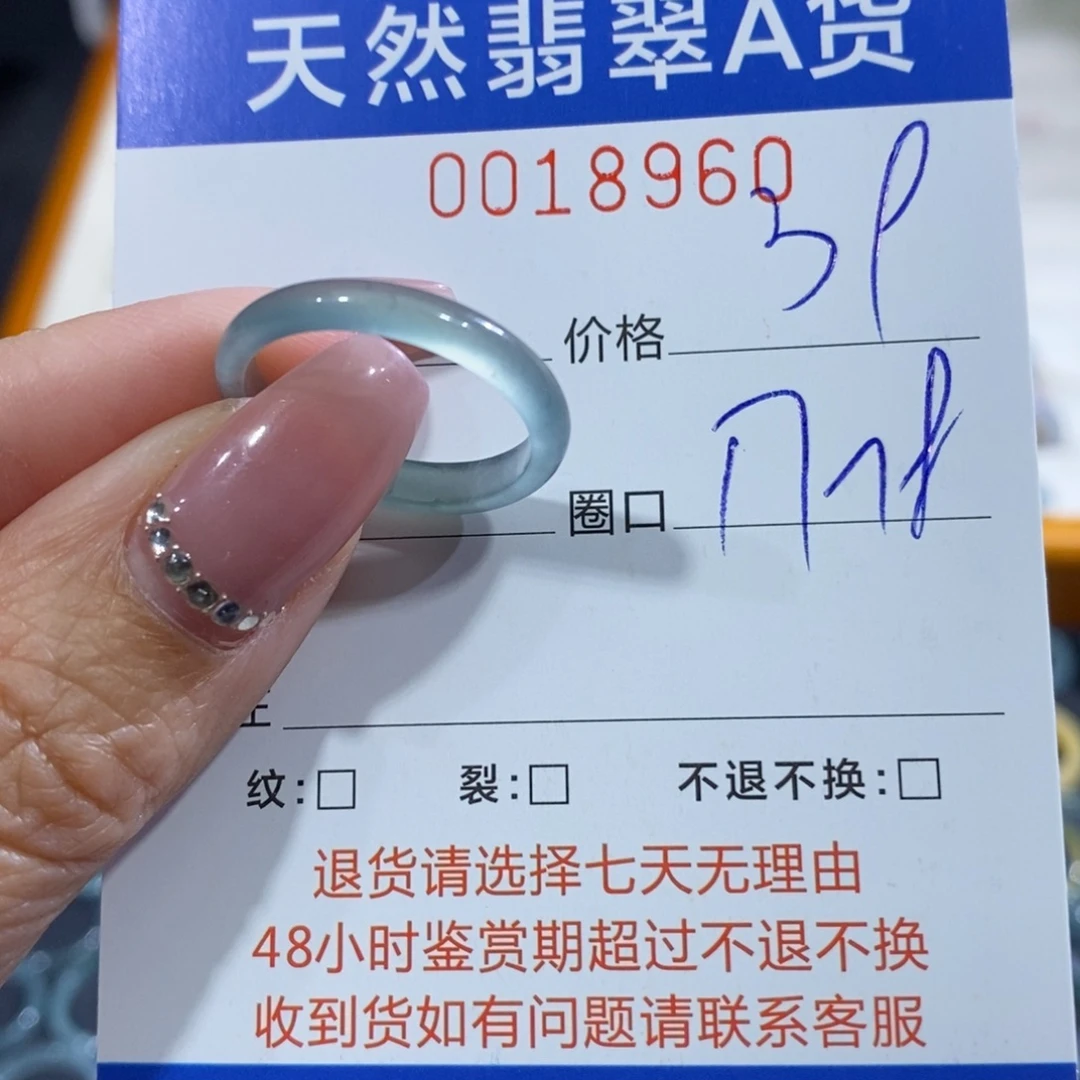 天然翡翠A货
0018960
价格
圈口
纹:□ 裂:□ 不退不换:□
退货请选择七天无理由
48小时鉴赏期超过不退不换
收到货如有问题请联系客服